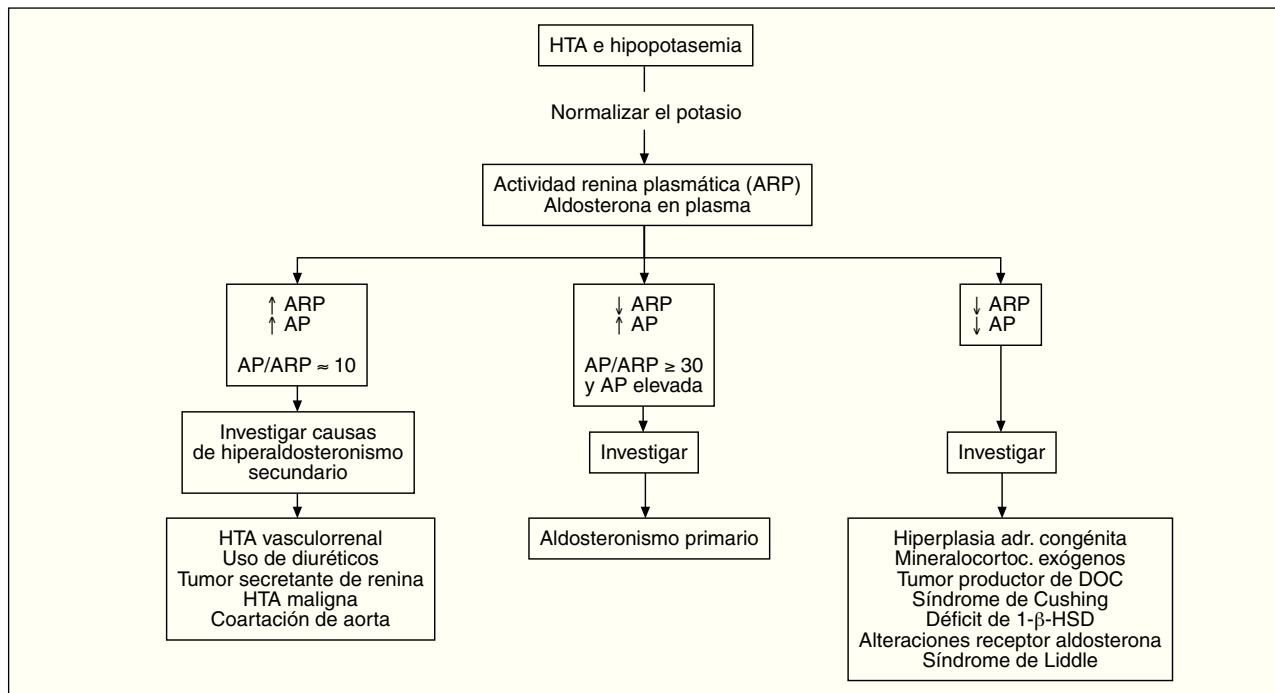 HTA e hipopotasemia
Normalizar el potasio
Actividad renina plasmática (ARP)
Aldosterona en plasma
↑ ARP
↑ AP
AP/ARP ≈ 10
↓ ARP
↑ AP
AP/ARP ≥ 30
y AP elevada
↓ ARP
↓ AP
Investigar causas
de hiperaldosteronismo
secundario
Investigar
Investigar
HTA vasculorrenal
Uso de diuréticos
Tumor secretante de renina
HTA maligna
Coartación de aorta
Aldosteronismo primario
Hiperplasia adr. congénita
Mineralocortoc. exógenos
Tumor productor de DOC
Síndrome de Cushing
Déficit de 1-β-HSD
Alteraciones receptor aldosterona
Síndrome de Liddle